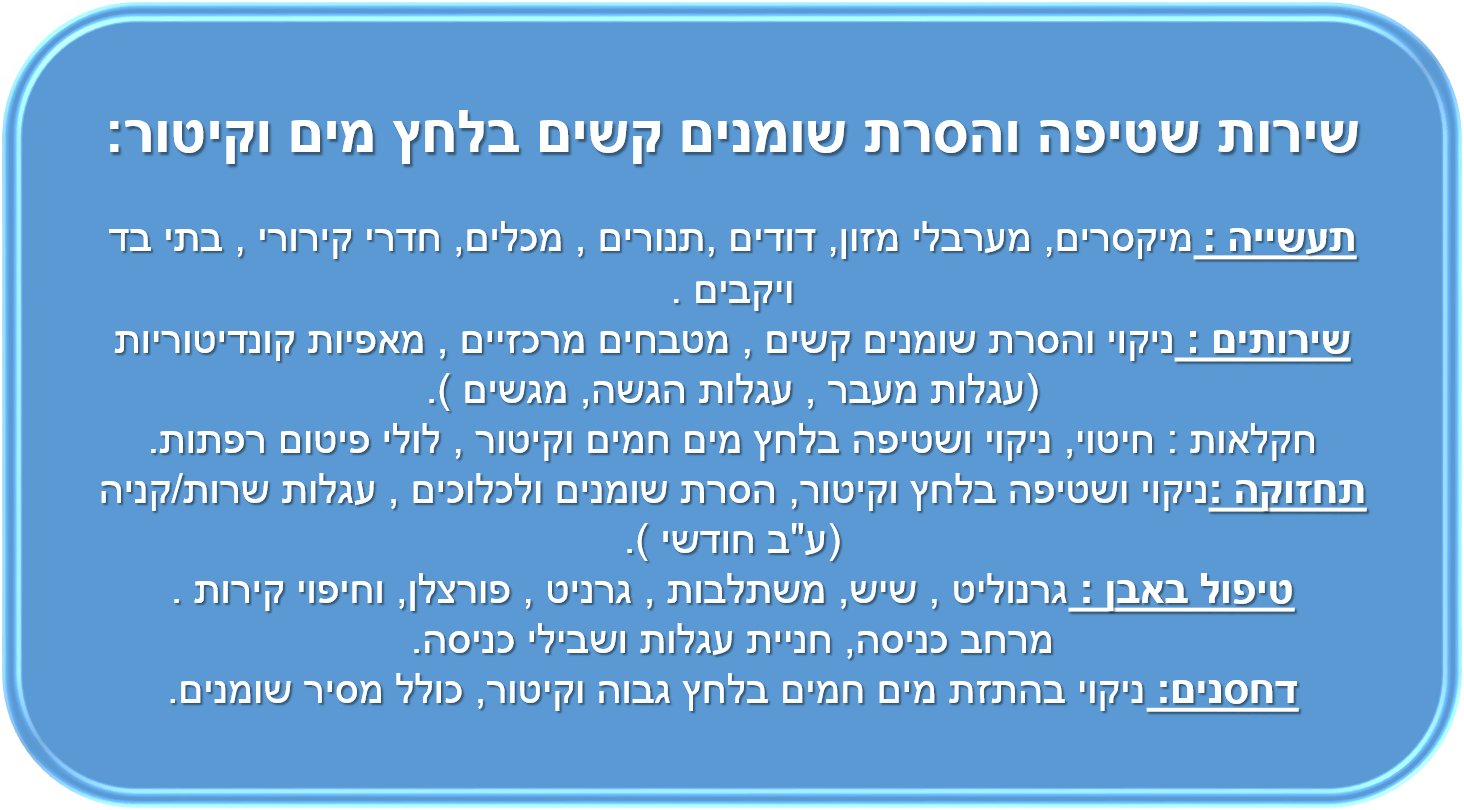 שירות שטיפה והסרת שומנים קשים בלחץ מים וקיטור:
תעשייה : מיקסרים, מערבלי מזון, דודים ,תנורים , מכלים, חדרי קירורי , בתי בד
ויקבים .
שירותים : ניקוי והסרת שומנים קשים , מטבחים מרכזיים , מאפיות קונדיטוריות
(עגלות מעבר , עגלות הגשה, מגשים ).
חקלאות : חיטוי, ניקוי ושטיפה בלחץ מים חמים וקיטור , לולי פיטום רפתות.
תחזוקה :ניקוי ושטיפה בלחץ וקיטור, הסרת שומנים ולכלוכים , עגלות שרות/קניה
(ע"ב חודשי ).
טיפול באבן : גרנוליט , שיש, משתלבות , גרניט , פורצלן, וחיפוי קירות .
מרחב כניסה, חניית עגלות ושבילי כניסה.
דחסנים: ניקוי בהתזת מים חמים בלחץ גבוה וקיטור, כולל מסיר שומנים.